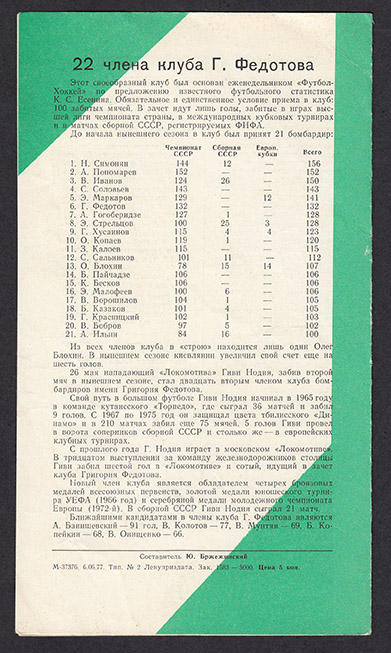 22 члена клуба Г. Федотова
Этот своеобразный клуб был основан еженедельником «Футбол-
Хоккей» по предложению известного футбольного статистика
К. С. Есенина. Обязательное и единственное условие приема в клуб:
100 забитых мячей. В зачет идут лишь голы, забитые в играх выс-
шей лиги чемпионата страны, в международных кубковых турнирах
и в матчах сборной СССР, регистрируемых ФИФА.
До начала нынешнего сезона в клуб был принят 21 бомбардир:
Чемпионат СССР Сборная СССР Европ. кубки Всего
1. Н. Симонян 144 12 — 156
2. А. Пономарев 152 — — 152
3. В. Иванов 124 26 — 150
4. С. Соловьев 143 — — 143
5. Э. Маркаров 129 — 12 141
6. Г. Федотов 132 — — 132
7. А. Гогоберидзе 127 1 — 128
8. Э. Стрельцов 100 25 3 128
9. Г. Хусаинов 115 4 4 123
10. О. Копаев 119 1 — 120
11. З. Калоев 115 — — 115
12. С. Сальников 101 11 — 112
13. О. Блохин 78 15 14 107
14. Б. Пайчадзе 106 — — 106
15. К. Бесков 106 — — 106
16. Э. Малофеев 100 6 — 106
17. В. Ворошилов 104 1 — 105
18. Б. Казаков 101 4 — 105
19. Г. Красницкий 102 1 — 103
20. В. Бобров 97 5 — 102
21. А. Ильин 84 16 — 100
Из всех членов клуба в «строю» находится лишь один Олег
Блохин. В нынешнем сезоне киевлянин увеличил свой счет еще на
шесть голов.
26 мая нападающий «Локомотива» Гиви Нодия, забив второй
мяч в нынешнем сезоне, стал двадцать вторым членом клуба бом-
бардиров имени Григория Федотова.
Свой путь в большом футболе Гиви Нодия начинал в 1965 году
в команде кутаисского «Торпедо», где сыграл 36 матчей и забил
9 голов. С 1967 по 1975 год он защищал цвета тбилисского «Ди-
намо» и в 210 матчах забил еще 75 мячей. 5 голов Гиви провел
в ворота соперников сборной СССР и столько же — в европейских
клубных турнирах.
С прошлого года Г. Нодия играет в московском «Локомотиве».
В тридцатом выступлении за команду железнодорожников столицы
Гиви забил шестой гол в «Локомотиве» и сотый, идущий в зачет
клуба Григория Федотова.
Новый член клуба является обладателем четырех бронзовых
медалей всесоюзных первенств, золотой медали юношеского турни-
ра УЕФА (1966 год) и серебряной медали молодежного чемпионата
Европы (1972-й). В сборной СССР Гиви Нодия сыграл 21 матч.
Ближайшими кандидатами в члены клуба Г. Федотова являются
А. Банишевский — 91 гол, В. Колотов — 77, В. Мунтян — 69, Б. Ко-
пейкин — 68, В. Онищенко — 66.
Составитель Ю. Бржежинский
М-37376. 6.06.77. Тип. № 2 Левуприздата. Зак. 1583 — 5000. Цена 5 коп.